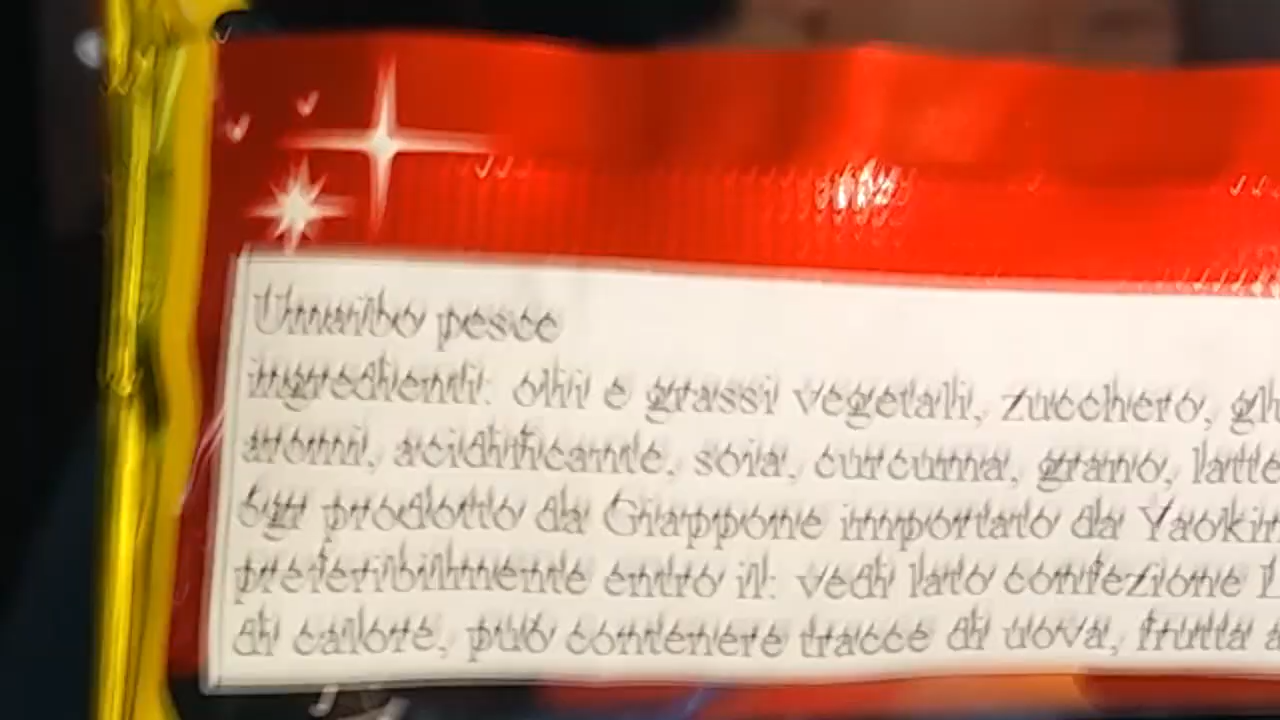 Umaibo pesce
ingredienti: olii e grassi vegetali, zucchero,
aromi, acidificante, soia, curcuma, grano, latte
6gr prodotto da Giappone importato da
preferibilmente entro il: vedi lato confezione
di calore, può contenere tracce di uova, frutta a